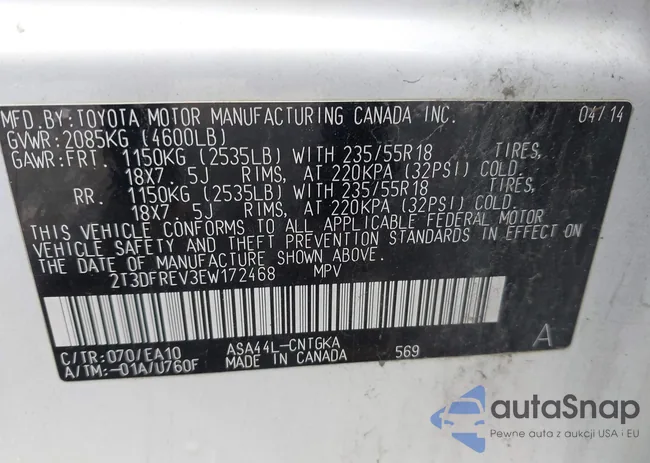 MFD.BY:TOYOTA MOTOR MANUFACTURING CANADA INC. 04/14
GVWR:2085KG (4600LB)
GAWR:FRT. 1150KG (2535LB) WITH 235/55R18 TIRES,
18X7 .5J RIMS, AT 220KPA (32PSI) COLD.
RR. 1150KG (2535LB) WITH 235/55R18 TIRES,
18X7 .5J RIMS, AT 220KPA (32PSI) COLD.
THIS VEHICLE CONFORMS TO ALL APPLICABLE FEDERAL MOTOR
VEHICLE SAFETY AND THEFT PREVENTION STANDARDS IN EFFECT ON
THE DATE OF MANUFACTURE SHOWN ABOVE.
2T3DFREV3EW172468 MPV
C/TR:070/EA10 ASA44L-CNTGKA 569 A
A/TM:-01A/U760F MADE IN CANADA
autaSnap
Pewne auta z aukcji USA i EU